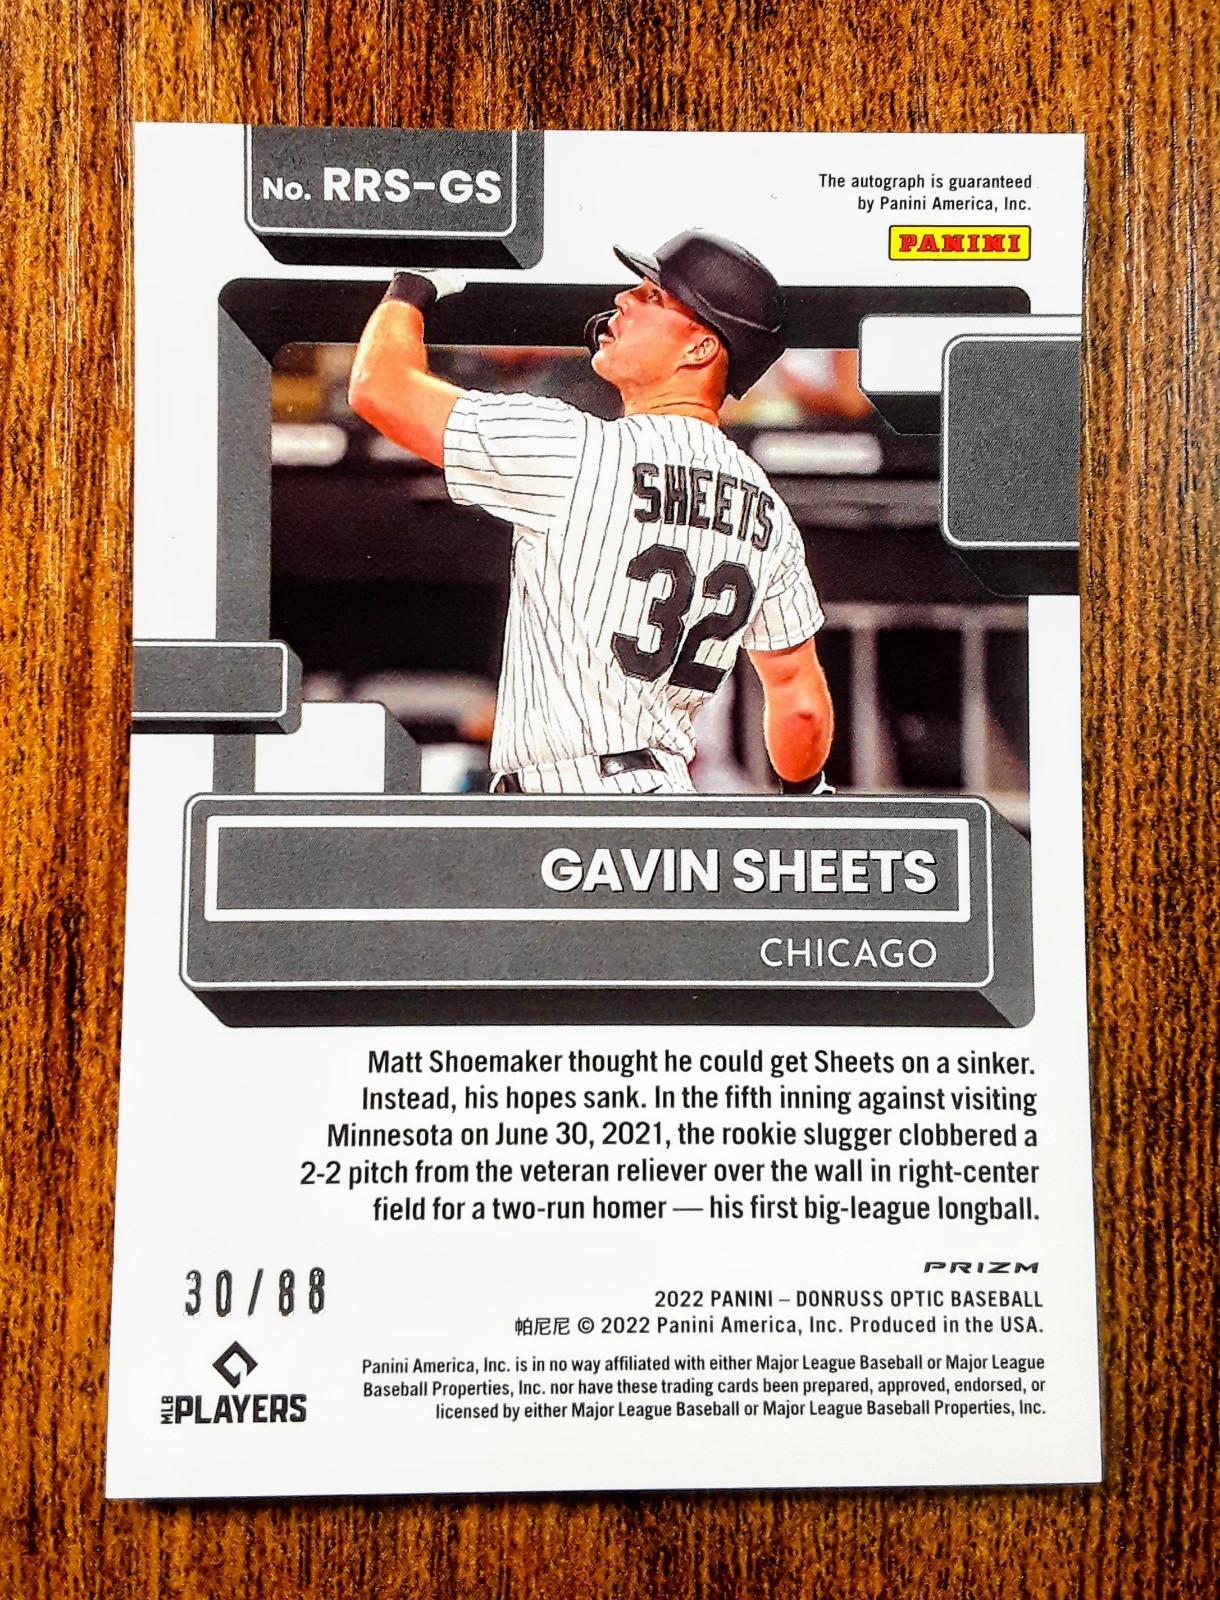 No. RRS-GS
The autograph is guaranteed
by Panini America, Inc.
PANINI
SHEETS
32
GAVIN SHEETS
CHICAGO
Matt Shoemaker thought he could get Sheets on a sinker.
Instead, his hopes sank. In the fifth inning against visiting
Minnesota on June 30, 2021, the rookie slugger clobbered a
2-2 pitch from the veteran reliever over the wall in right-center
field for a two-run homer — his first big-league longball.
30/88
PRIZM
2022 PANINI – DONRUSS OPTIC BASEBALL
帕尼尼 © 2022 Panini America, Inc. Produced in the USA.
Panini America, Inc. is in no way affiliated with either Major League Baseball or Major League
Baseball Properties, Inc. nor have these trading cards been prepared, approved, endorsed, or
licensed by either Major League Baseball or Major League Baseball Properties, Inc.
MLB PLAYERS